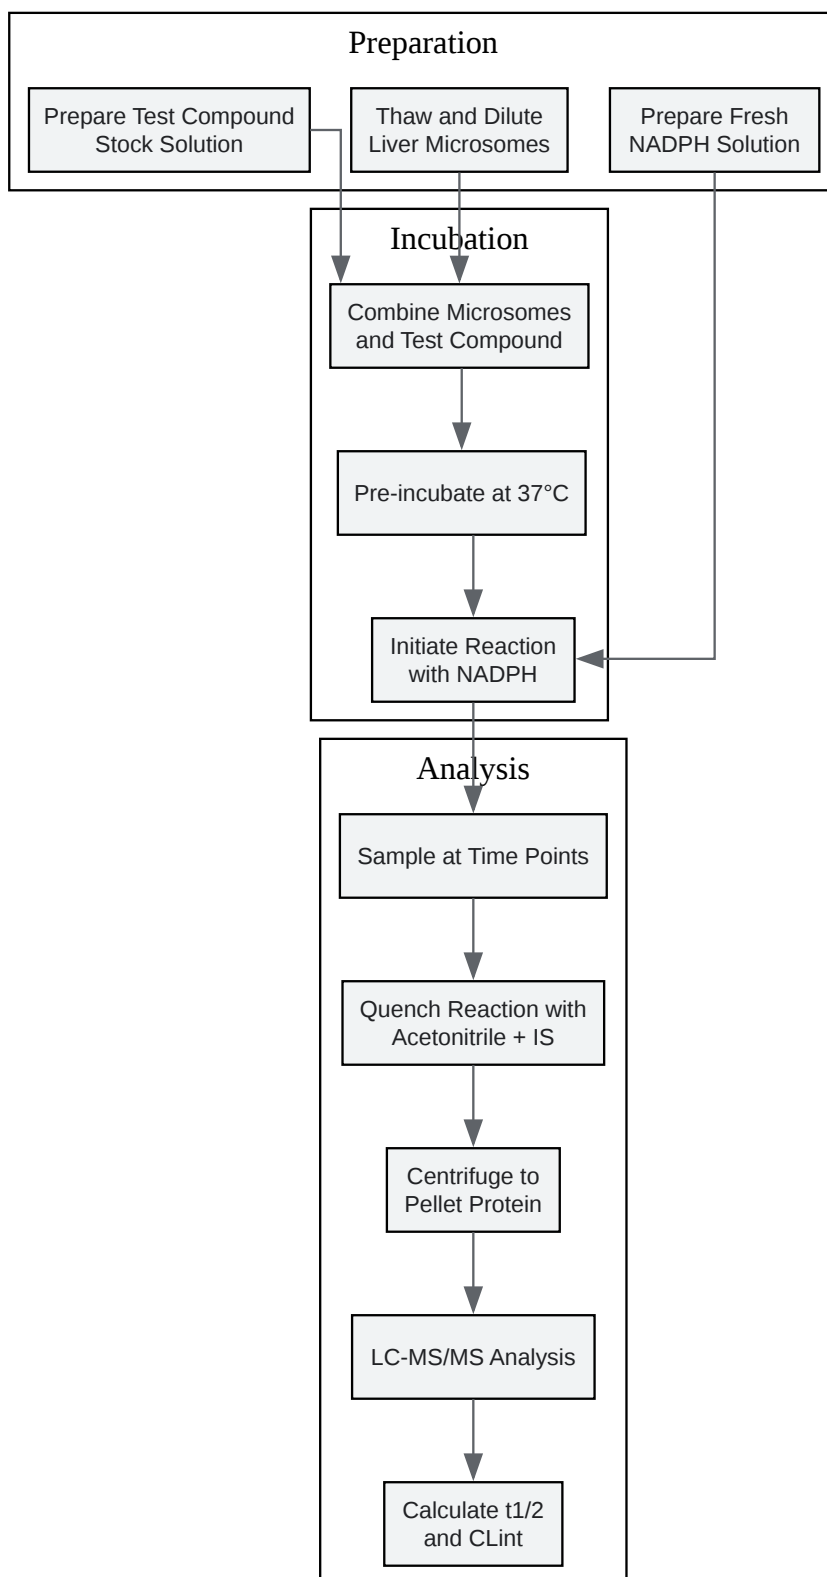 Preparation
Prepare Test Compound
Stock Solution
Thaw and Dilute
Liver Microsomes
Prepare Fresh
NADPH Solution
Incubation
Combine Microsomes
and Test Compound
Pre-incubate at 37°C
Initiate Reaction
with NADPH
Analysis
Sample at Time Points
Quench Reaction with
Acetonitrile + IS
Centrifuge to
Pellet Protein
LC-MS/MS Analysis
Calculate t1/2
and CLint